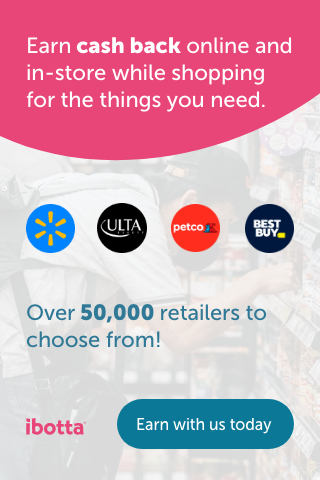 Earn cash back online and
in-store while shopping
for the things you need.
ULTA
petco
BEST
BUY
Over 50,000 retailers to
choose from!
ibotta
Earn with us today